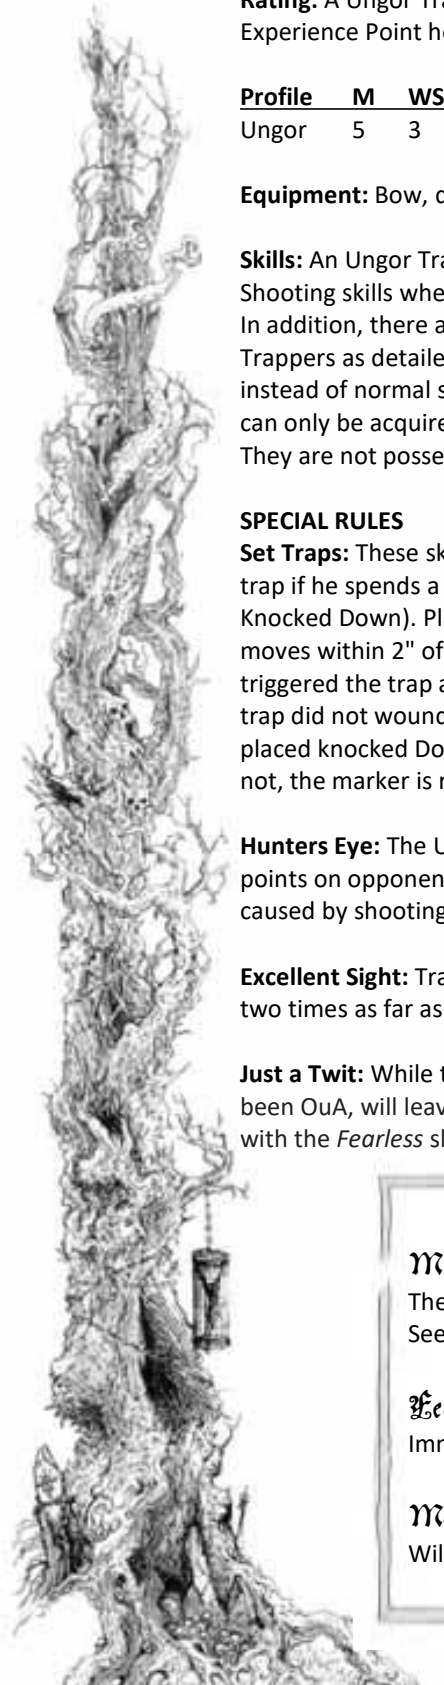 Rating: A Ungor Tra
Experience Point he
Profile M WS
Ungor 5 3
Equipment: Bow, d
Skills: An Ungor Tra
Shooting skills whe
In addition, there a
Trappers as detaile
instead of normal s
can only be acquire
They are not posse
SPECIAL RULES
Set Traps: These sk
trap if he spends a
Knocked Down). Pl
moves within 2" of
triggered the trap a
trap did not wound
placed knocked Do
not, the marker is r
Hunters Eye: The U
points on opponen
caused by shooting
Excellent Sight: Tra
two times as far as
Just a Twit: While t
been OuA, will leav
with the Fearless sk
M
The
See
Fe
Imm
M
Wil